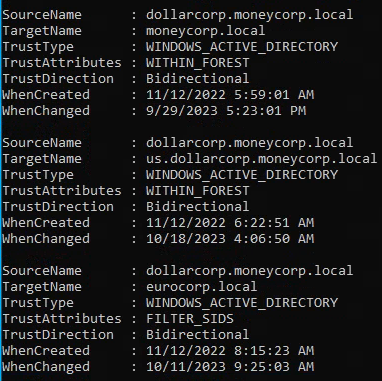 SourceName      : dollarcorp.moneycorp.local
TargetName      : moneycorp.local
TrustType       : WINDOWS_ACTIVE_DIRECTORY
TrustAttributes : WITHIN_FOREST
TrustDirection  : Bidirectional
WhenCreated     : 11/12/2022 5:59:01 AM
WhenChanged     : 9/29/2023 5:23:01 PM

SourceName      : dollarcorp.moneycorp.local
TargetName      : us.dollarcorp.moneycorp.local
TrustType       : WINDOWS_ACTIVE_DIRECTORY
TrustAttributes : WITHIN_FOREST
TrustDirection  : Bidirectional
WhenCreated     : 11/12/2022 6:22:51 AM
WhenChanged     : 10/18/2023 4:06:50 AM

SourceName      : dollarcorp.moneycorp.local
TargetName      : eurocorp.local
TrustType       : WINDOWS_ACTIVE_DIRECTORY
TrustAttributes : FILTER_SIDS
TrustDirection  : Bidirectional
WhenCreated     : 11/12/2022 8:15:23 AM
WhenChanged     : 10/11/2023 9:25:03 AM